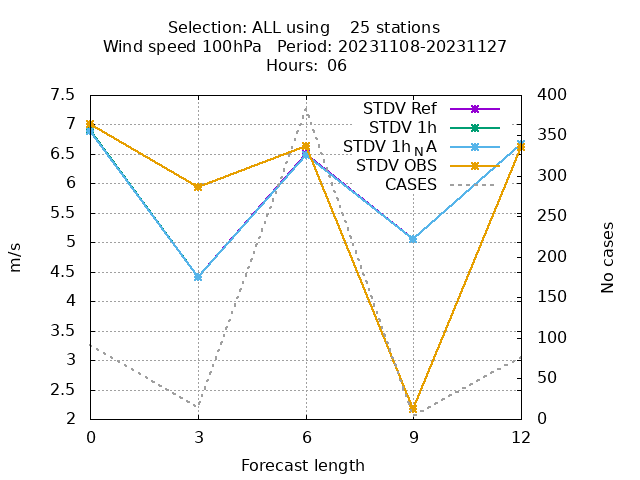 Selection: ALL using    25 stations
Wind speed 100hPa   Period: 20231108-20231127
Hours:  06
7.5
7
6.5
6
5.5
5
4.5
4
3.5
3
2.5
2
400
350
300
250
200
150
100
50
0
STDV Ref
STDV 1h
STDV 1h_NA
STDV OBS
CASES
m/s
No cases
0
3
6
9
12
Forecast length